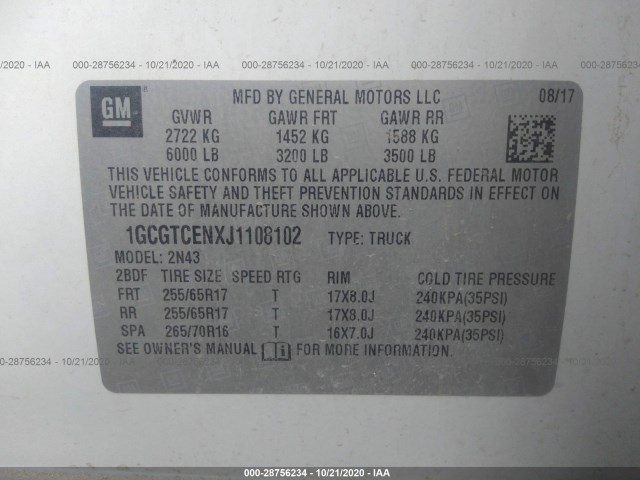 000-28756234 - 10/21/2020 - IAA
GM
MFD BY GENERAL MOTORS LLC 08/17
GVWR GAWR FRT GAWR RR
2722 KG 1452 KG 1588 KG
6000 LB 3200 LB 3500 LB
THIS VEHICLE CONFORMS TO ALL APPLICABLE U.S. FEDERAL MOTOR
VEHICLE SAFETY AND THEFT PREVENTION STANDARDS IN EFFECT ON
THE DATE OF MANUFACTURE SHOWN ABOVE.
1GCGTCENXJ1108102 TYPE: TRUCK
MODEL: 2N43
2BDF TIRE SIZE SPEED RTG RIM COLD TIRE PRESSURE
FRT 255/65R17 T 17X8.0J 240KPA(35PSI)
RR 255/65R17 T 17X8.0J 240KPA(35PSI)
SPA 265/70R16 T 16X7.0J 240KPA(35PSI)
SEE OWNER'S MANUAL FOR MORE INFORMATION.
000-28756234 - 10/21/2020 - IAA